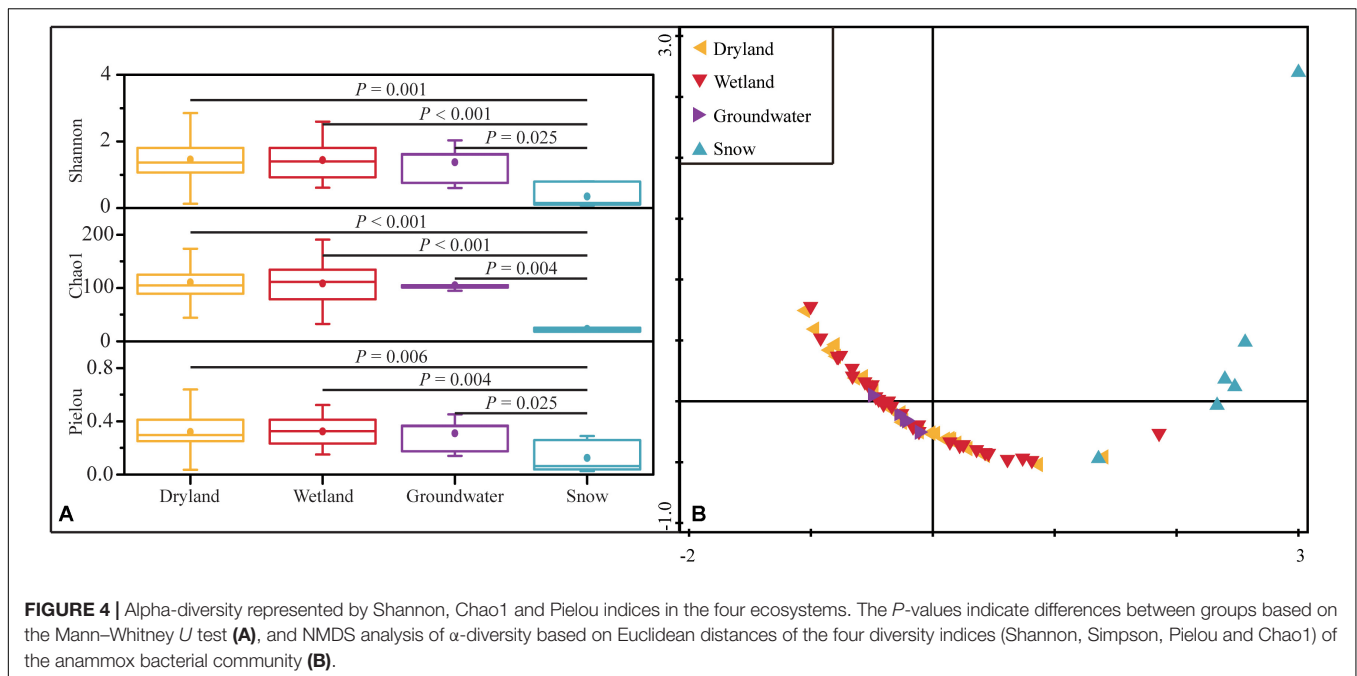 4
2
0
Shannon
P = 0.001
P < 0.001
P = 0.025
200
100
0
Chao1
P < 0.001
P < 0.001
P = 0.004
0.8
0.4
0.0
Pielou
P = 0.006
P = 0.004
P = 0.025
Dryland Wetland Groundwater Snow
A
3.0
-1.0
Dryland
Wetland
Groundwater
Snow
B
-2 3
FIGURE 4 | Alpha-diversity represented by Shannon, Chao1 and Pielou indices in the four ecosystems. The P-values indicate differences between groups based on
the Mann–Whitney U test (A), and NMDS analysis of α-diversity based on Euclidean distances of the four diversity indices (Shannon, Simpson, Pielou and Chao1) of
the anammox bacterial community (B).